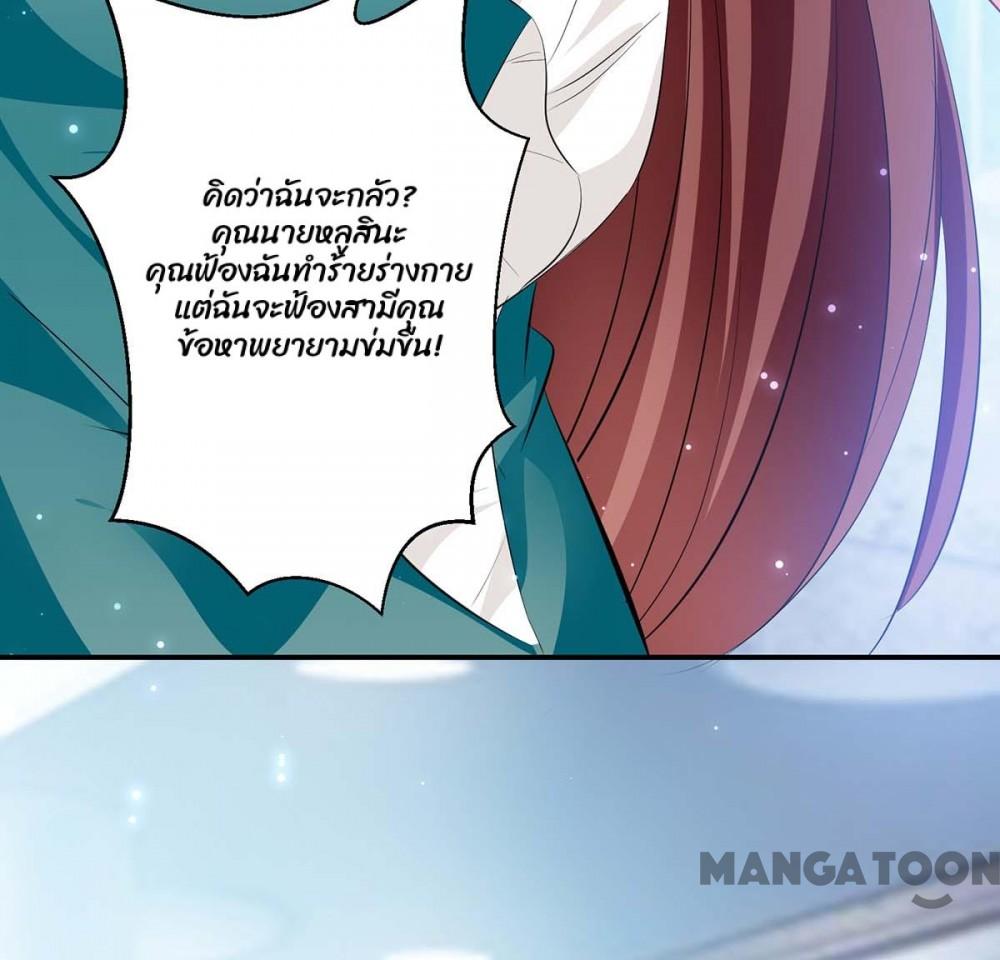 คิดว่าฉันจะกลัว?
คุณนายหลูสินะ
คุณฟ้องฉันทำร้ายร่างกาย
แต่ฉันจะฟ้องสามีคุณ
ข้อหาพยายามข่มขืน!
MANGATOON